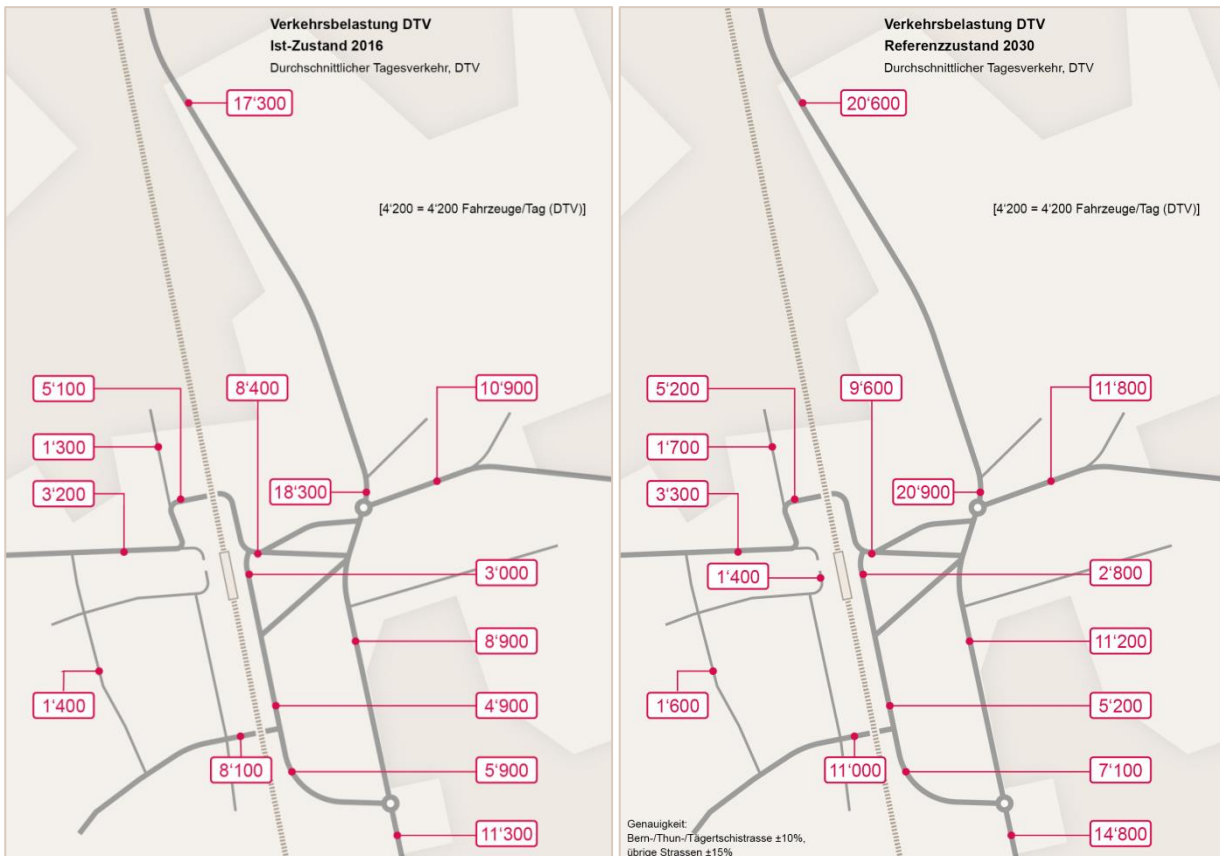 Verkehrsbelastung DTV
Ist-Zustand 2016
Durchschnittlicher Tagesverkehr, DTV
17'300
[4'200 = 4'200 Fahrzeuge/Tag (DTV)]
5'100
8'400
10'900
1'300
3'200
18'300
3'000
8'900
1'400
4'900
8'100
5'900
11'300
Verkehrsbelastung DTV
Referenzzustand 2030
Durchschnittlicher Tagesverkehr, DTV
20'600
[4'200 = 4'200 Fahrzeuge/Tag (DTV)]
5'200
9'600
11'800
1'700
3'300
20'900
1'400
2'800
11'200
1'600
5'200
11'000
7'100
14'800
Genauigkeit:
Bern-/Thun-/Tägertschistrasse ±10%,
übrige Strassen ±15%